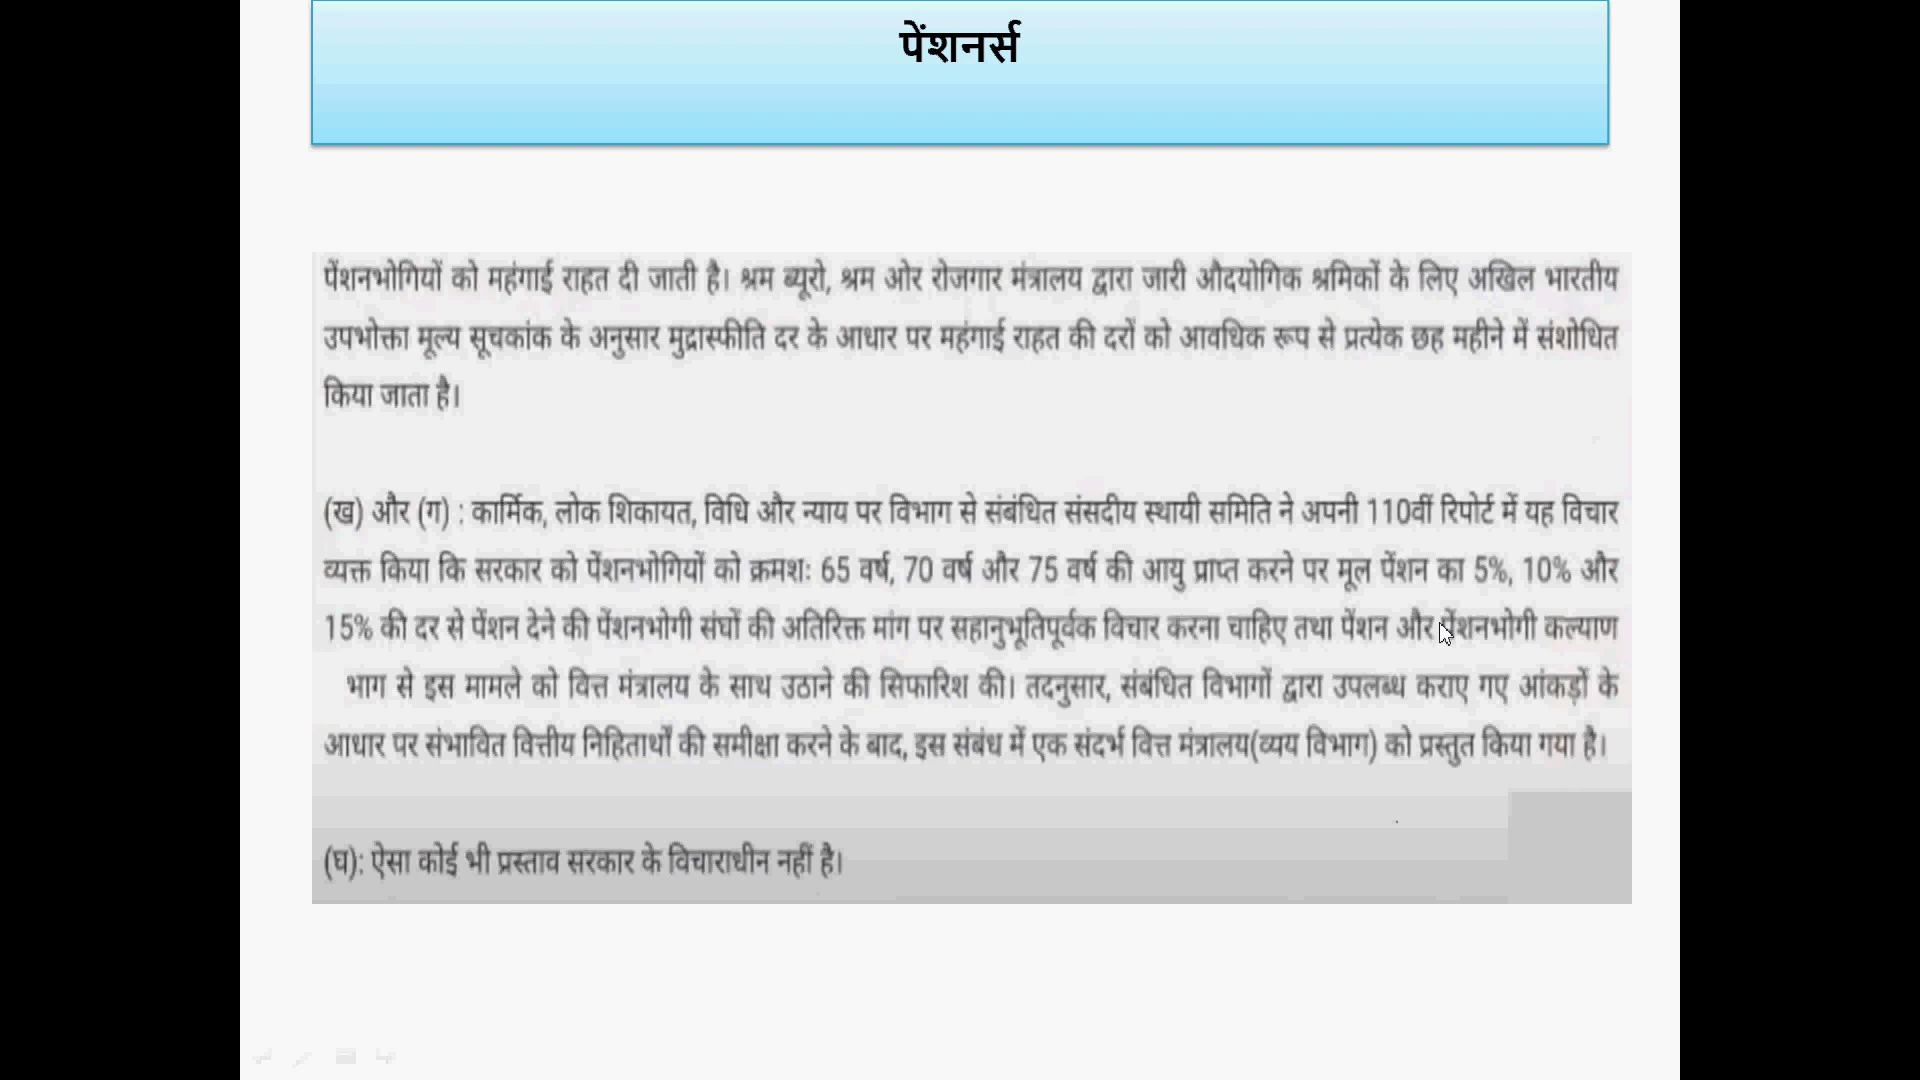 पेंशनर्स
पेंशनभोगियों को महंगाई राहत दी जाती है। श्रम ब्यूरो, श्रम ओर रोजगार मंत्रालय द्वारा जारी औदयोगिक श्रमिकों के लिए अखिल भारतीय
उपभोक्ता मूल्य सूचकांक के अनुसार मुद्रास्फीति दर के आधार पर महंगाई राहत की दरों को आवधिक रूप से प्रत्येक छह महीने में संशोधित
किया जाता है।
(ख) और (ग) : कार्मिक, लोक शिकायत, विधि और न्याय पर विभाग से संबंधित संसदीय स्थायी समिति ने अपनी 110वीं रिपोर्ट में यह विचार
व्यक्त किया कि सरकार को पेंशनभोगियों को क्रमशः 65 वर्ष, 70 वर्ष और 75 वर्ष की आयु प्राप्त करने पर मूल पेंशन का 5%, 10% और
15% की दर से पेंशन देने की पेंशनभोगी संघों की अतिरिक्त मांग पर सहानुभूतिपूर्वक विचार करना चाहिए तथा पेंशन और पेंशनभोगी कल्याण
भाग से इस मामले को वित्त मंत्रालय के साथ उठाने की सिफारिश की। तदनुसार, संबंधित विभागों द्वारा उपलब्ध कराए गए आंकड़ों के
आधार पर संभावित वित्तीय निहितार्थों की समीक्षा करने के बाद, इस संबंध में एक संदर्भ वित्त मंत्रालय(व्यय विभाग) को प्रस्तुत किया गया है।
(घ): ऐसा कोई भी प्रस्ताव सरकार के विचाराधीन नहीं है।